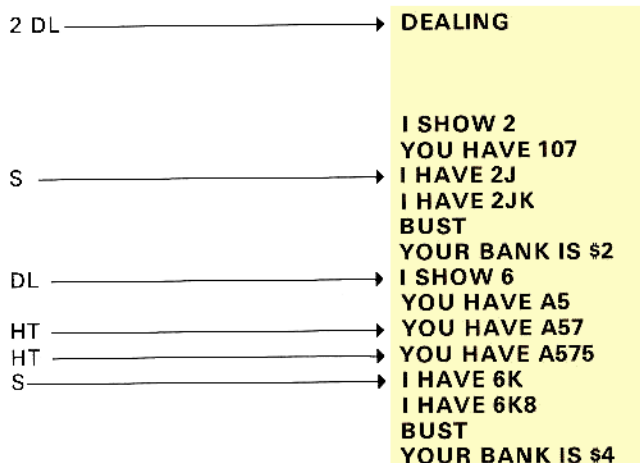 2 DL DEALING
I SHOW 2
YOU HAVE 107
S I HAVE 2J
I HAVE 2JK
BUST
YOUR BANK IS $2
DL I SHOW 6
YOU HAVE A5
HT YOU HAVE A57
HT YOU HAVE A575
S I HAVE 6K
I HAVE 6K8
BUST
YOUR BANK IS $4